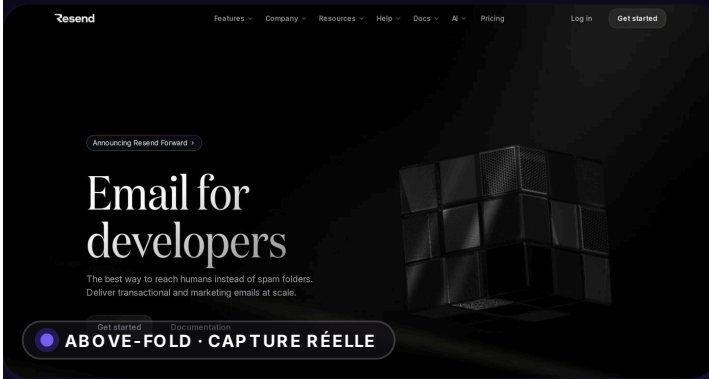 Resend
Features Company Resources Help Docs AI Pricing Log in Get started
Announcing Resend Forward
Email for
developers
The best way to reach humans instead of spam folders.
Deliver transactional and marketing emails at scale.
Get started Documentation
ABOVE-FOLD · CAPTURE RÉELLE